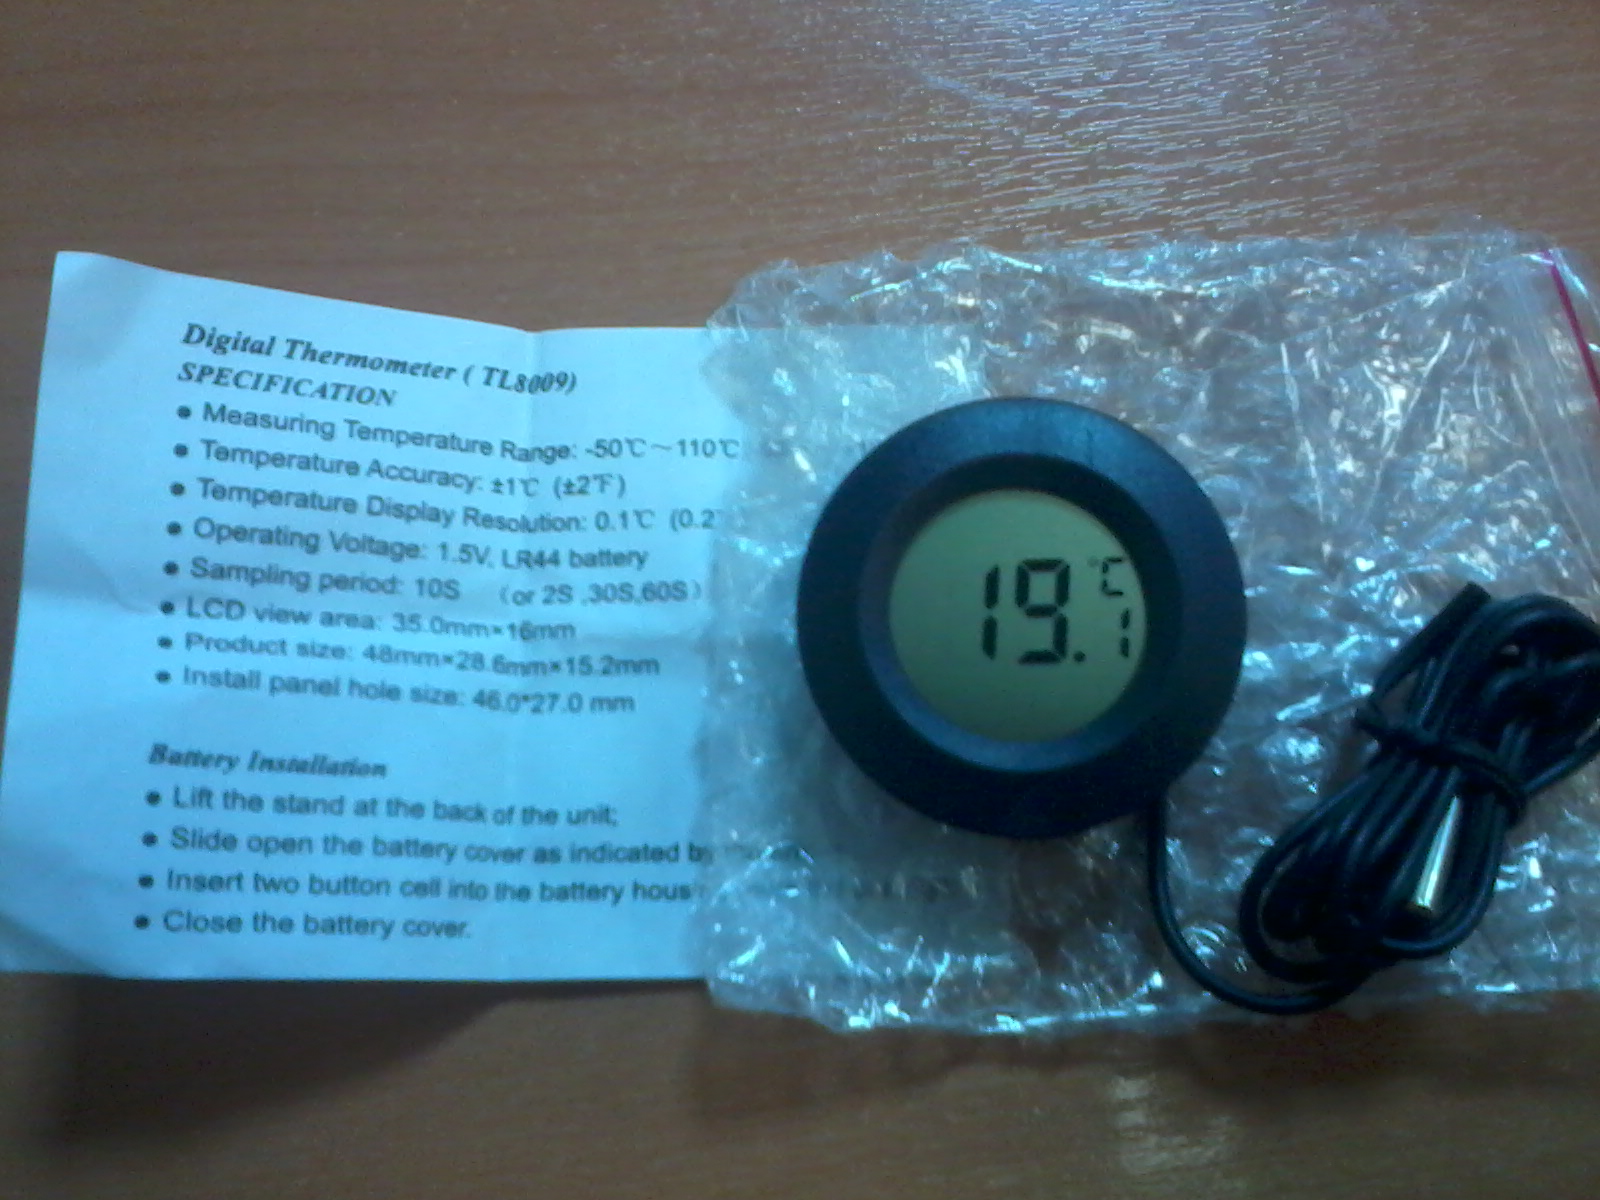 Digital Thermometer ( TL8009)
SPECIFICATION
● Measuring Temperature Range: -50℃～110℃
● Temperature Accuracy: ±1℃ (±2℉)
● Temperature Display Resolution: 0.1℃ (0.2
● Operating Voltage: 1.5V, LR44 battery
● Sampling period: 10S (or 2S ,30S,60S)
● LCD view area: 35.0mm×16mm
● Product size: 48mm×28.6mm×15.2mm
● Install panel hole size: 46.0*27.0 mm
Battery Installation
● Lift the stand at the back of the unit;
● Slide open the battery cover as indicated by
● Insert two button cell into the battery hous
● Close the battery cover.
19.1 °C